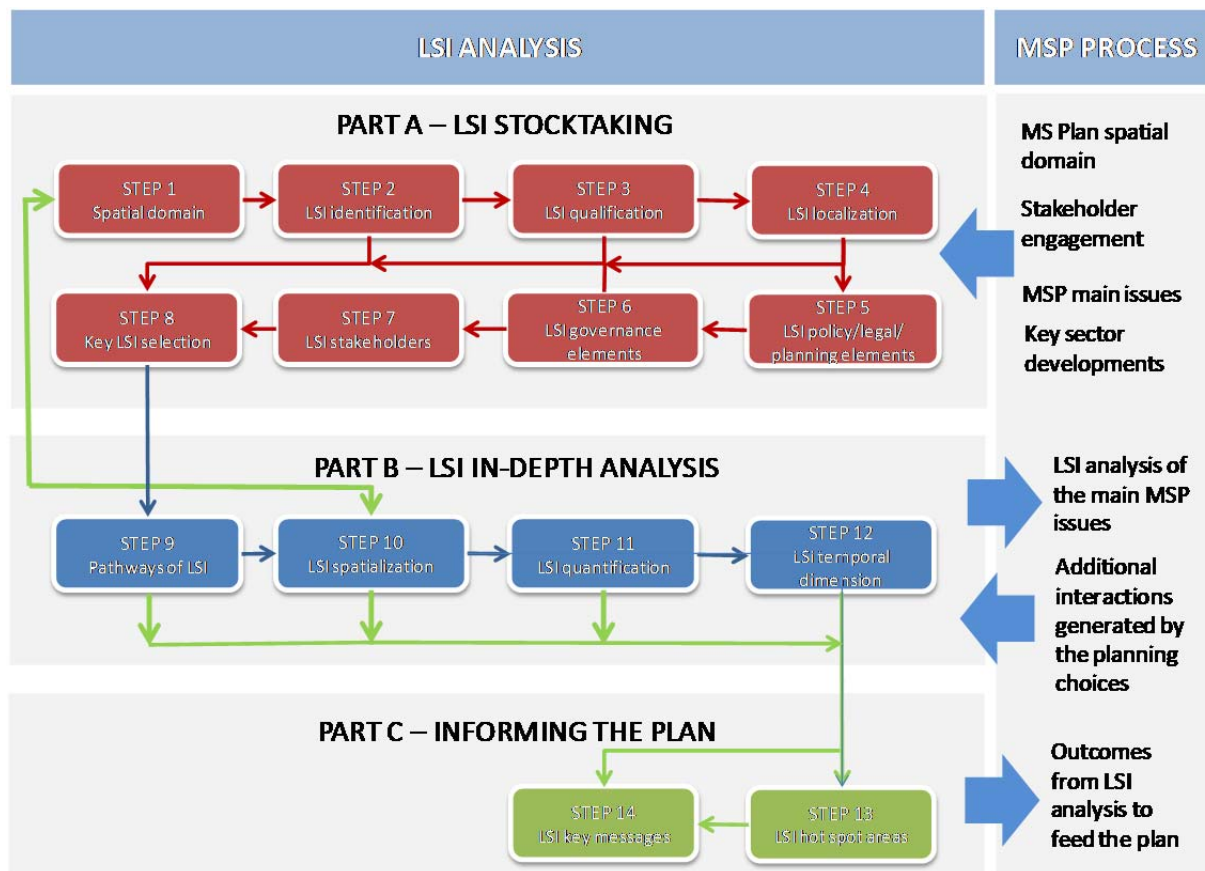 LSI ANALYSIS
MSP PROCESS
PART A – LSI STOCKTAKING
STEP 1
Spatial domain
STEP 2
LSI identification
STEP 3
LSI qualification
STEP 4
LSI localization
STEP 8
Key LSI selection
STEP 7
LSI stakeholders
STEP 6
LSI governance
elements
STEP 5
LSI policy/legal/
planning elements
MS Plan spatial
domain
Stakeholder
engagement
MSP main issues
Key sector
developments
PART B – LSI IN-DEPTH ANALYSIS
STEP 9
Pathways of LSI
STEP 10
LSI spatialization
STEP 11
LSI quantification
STEP 12
LSI temporal
dimension
LSI analysis of
the main MSP
issues
Additional
interactions
generated by
the planning
choices
PART C – INFORMING THE PLAN
STEP 14
LSI key messages
STEP 13
LSI hot spot areas
Outcomes
from LSI
analysis to
feed the plan